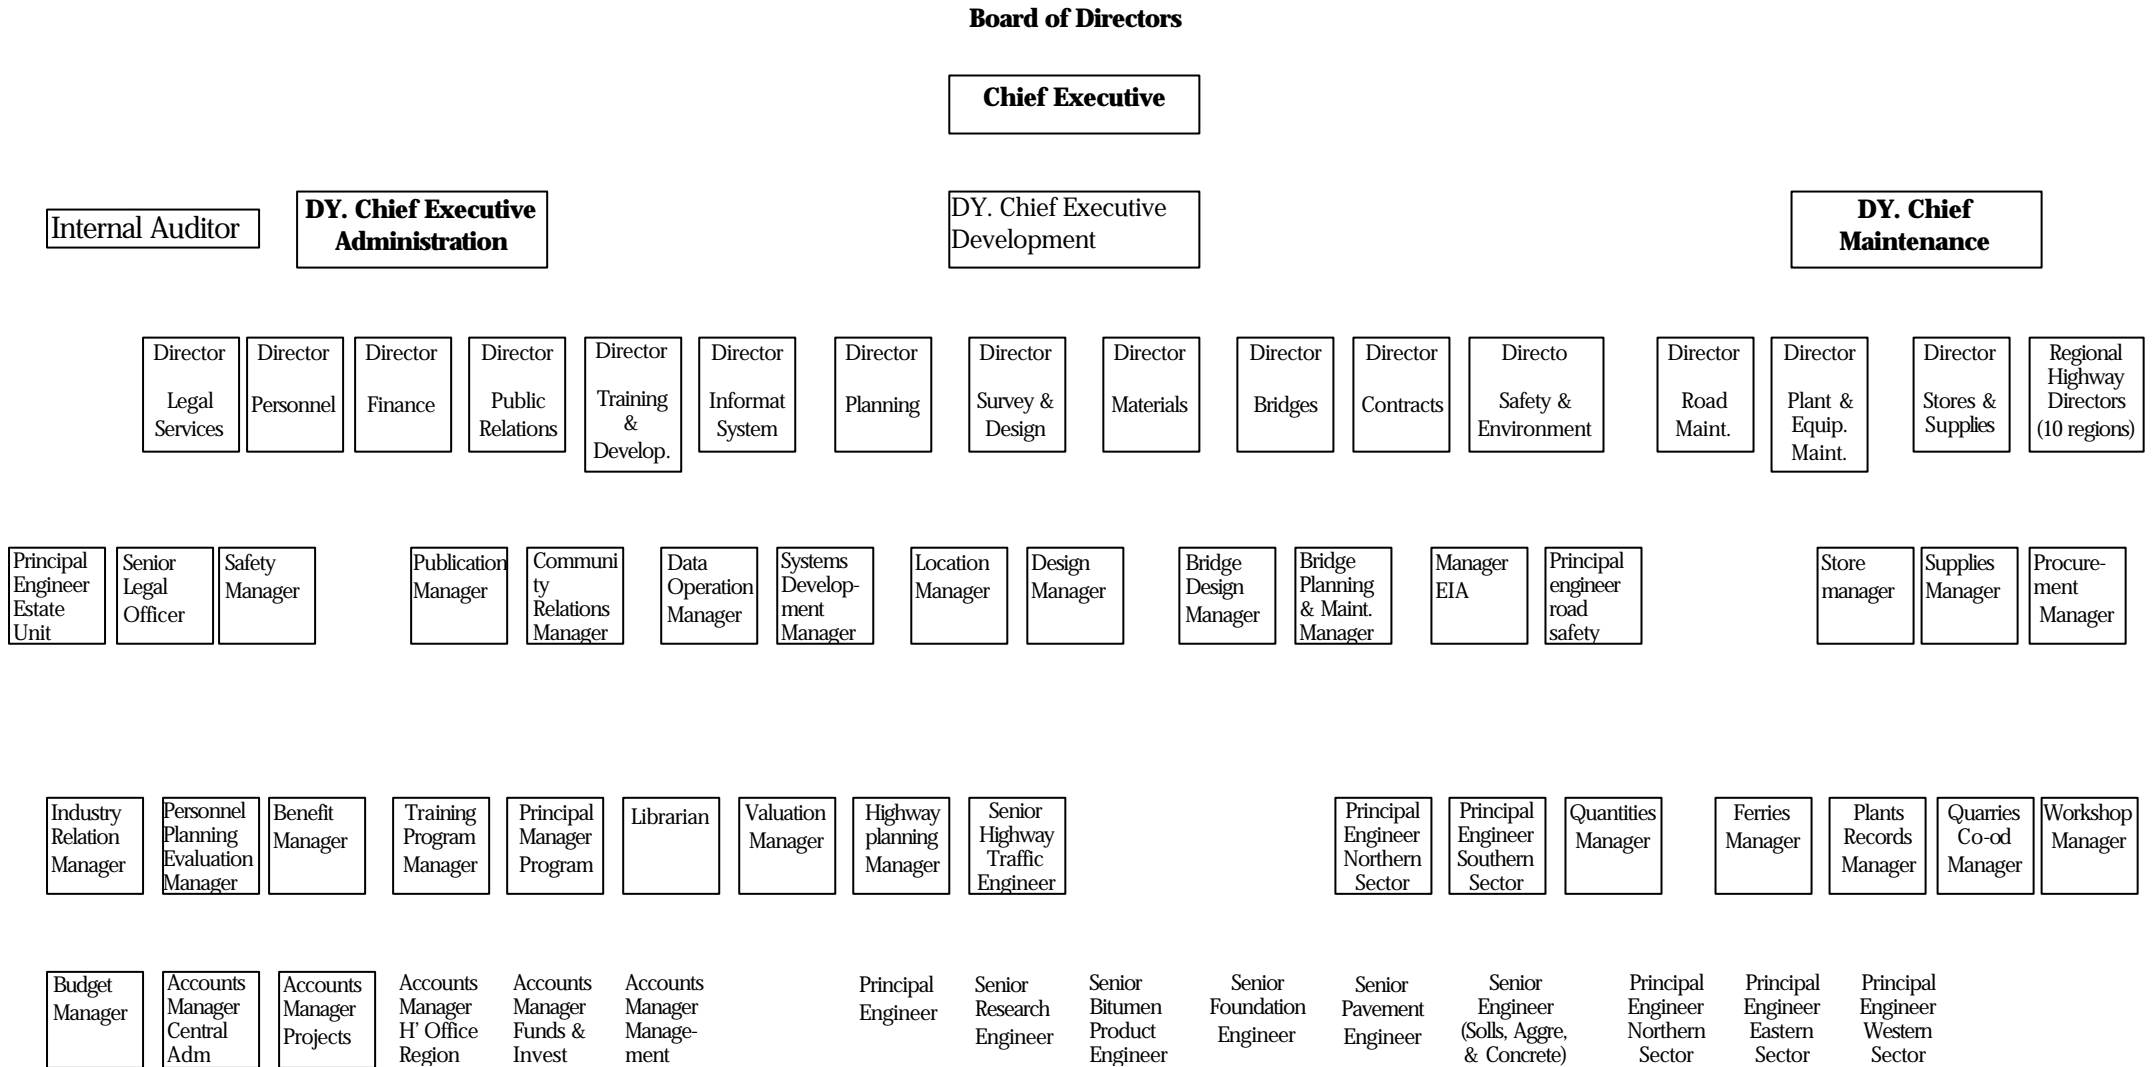 Board of Directors
Chief Executive
Internal Auditor
DY. Chief Executive
Administration
DY. Chief Executive
Development
DY. Chief
Maintenance
Director
Legal
Services
Director
Personnel
Director
Finance
Director
Public
Relations
Director
Training
&
Develop.
Director
Informat
System
Director
Planning
Director
Survey &
Design
Director
Materials
Director
Bridges
Director
Contracts
Directo
Safety &
Environment
Director
Road
Maint.
Director
Plant &
Equip.
Maint.
Director
Stores &
Supplies
Regional
Highway
Directors
(10 regions)
Principal
Engineer
Estate
Unit
Senior
Legal
Officer
Safety
Manager
Publication
Manager
Communi
ty
Relations
Manager
Data
Operation
Manager
Systems
Develop-
ment
Manager
Location
Manager
Design
Manager
Bridge
Design
Manager
Bridge
Planning
& Maint.
Manager
Manager
EIA
Principal
engineer
road
safety
Store
manager
Supplies
Manager
Procure-
ment
Manager
Industry
Relation
Manager
Personnel
Planning
Evaluation
Manager
Benefit
Manager
Training
Program
Manager
Principal
Manager
Program
Librarian
Valuation
Manager
Highway
planning
Manager
Senior
Highway
Traffic
Engineer
Principal
Engineer
Northern
Sector
Principal
Engineer
Southern
Sector
Quantities
Manager
Ferries
Manager
Plants
Records
Manager
Quarries
Co-od
Manager
Workshop
Manager
Budget
Manager
Accounts
Manager
Central
Adm
Accounts
Manager
Projects
Accounts
Manager
H' Office
Region
Accounts
Manager
Funds &
Invest
Accounts
Manager
Manage-
ment
Principal
Engineer
Senior
Research
Engineer
Senior
Bitumen
Product
Engineer
Senior
Foundation
Engineer
Senior
Pavement
Engineer
Senior
Engineer
(Solls, Aggre,
& Concrete)
Principal
Engineer
Northern
Sector
Principal
Engineer
Eastern
Sector
Principal
Engineer
Western
Sector